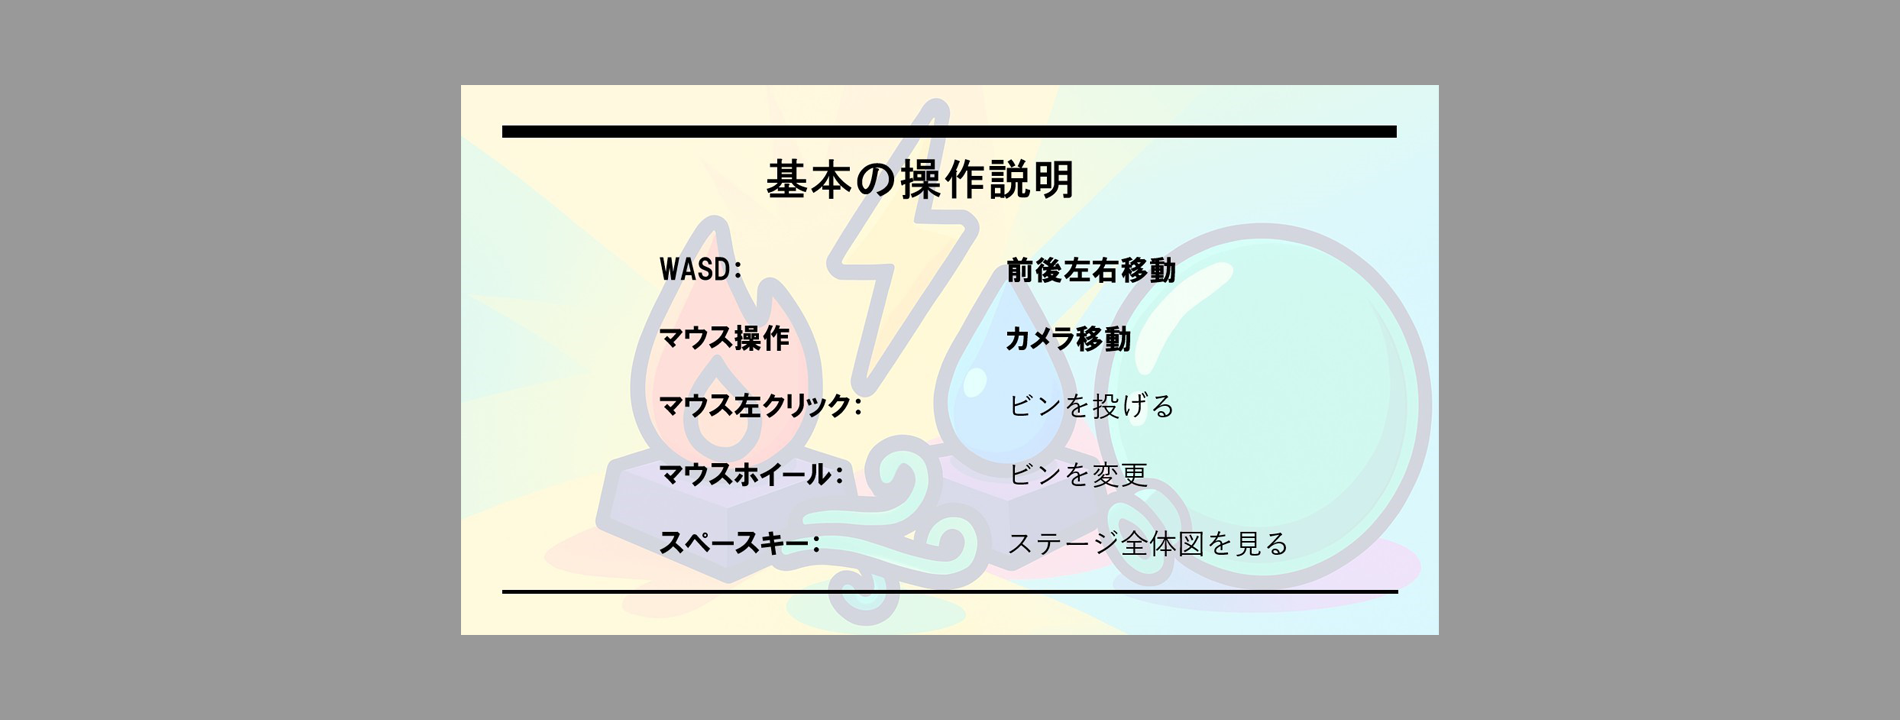 基本の操作説明
WASD： 前後左右移動
マウス操作 カメラ移動
マウス左クリック： ビンを投げる
マウスホイール： ビンを変更
スペースキー： ステージ全体図を見る